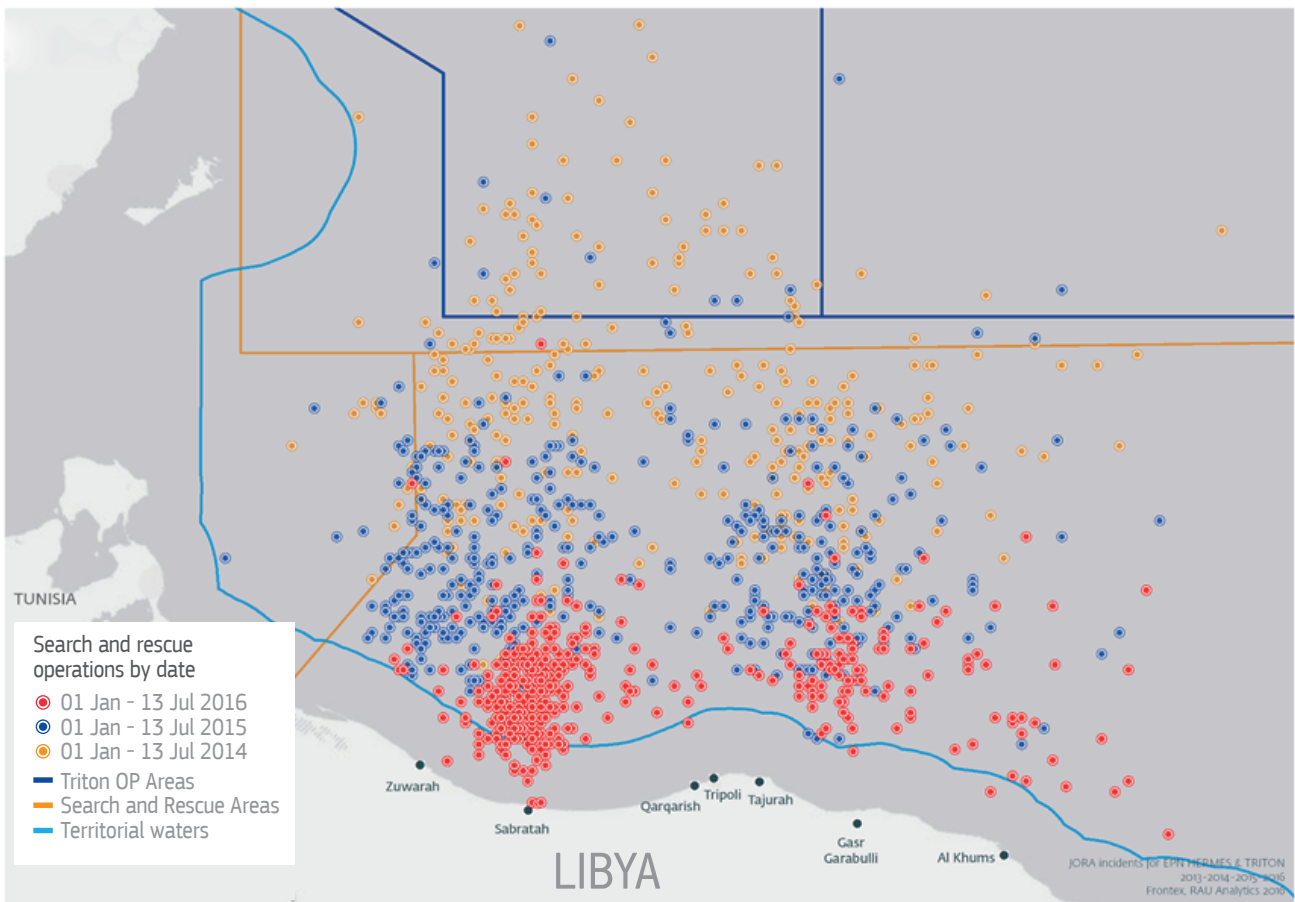 TUNISIA
Search and rescue
operations by date
01 Jan - 13 Jul 2016
01 Jan - 13 Jul 2015
01 Jan - 13 Jul 2014
Triton OP Areas
Search and Rescue Areas
Territorial waters
Zuwarah
Sabratah
Qarqarish
Tripoli
Tajurah
Gasr
Garabulli
Al Khums
LIBYA
JORA incidents for EPN HERMES & TRITON
2013-2014-2015-2016
Frontex, RAU Analytics 2016